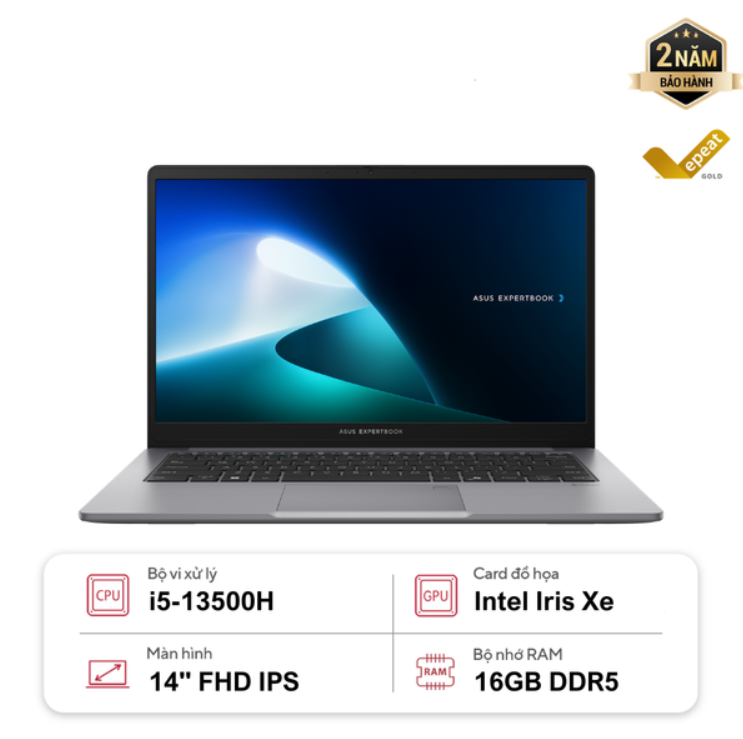 2 NĂM
BẢO HÀNH
epeat
GOLD
ASUS EXPERTBOOK
ASUS EXPERTBOOK
Bộ vi xử lý
CPU
i5-13500H
Card đồ họa
GPU
Intel Iris Xe
Màn hình
14" FHD IPS
Bộ nhớ RAM
RAM
16GB DDR5